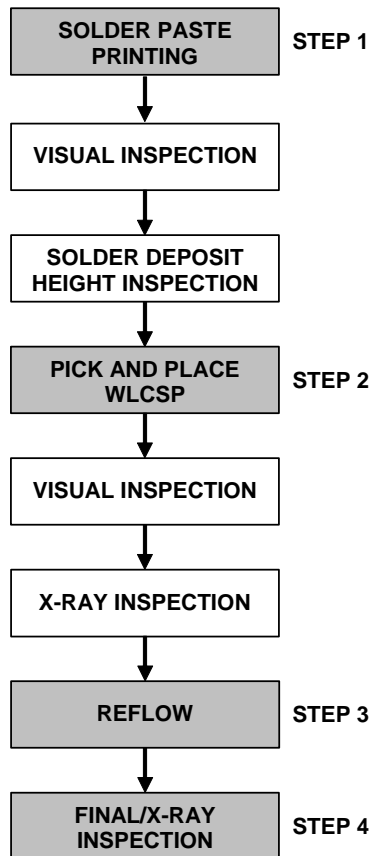 SOLDER PASTE
PRINTING
STEP 1
VISUAL INSPECTION
SOLDER DEPOSIT
HEIGHT INSPECTION
PICK AND PLACE
WLCSP
STEP 2
VISUAL INSPECTION
X-RAY INSPECTION
REFLOW
STEP 3
FINAL/X-RAY
INSPECTION
STEP 4